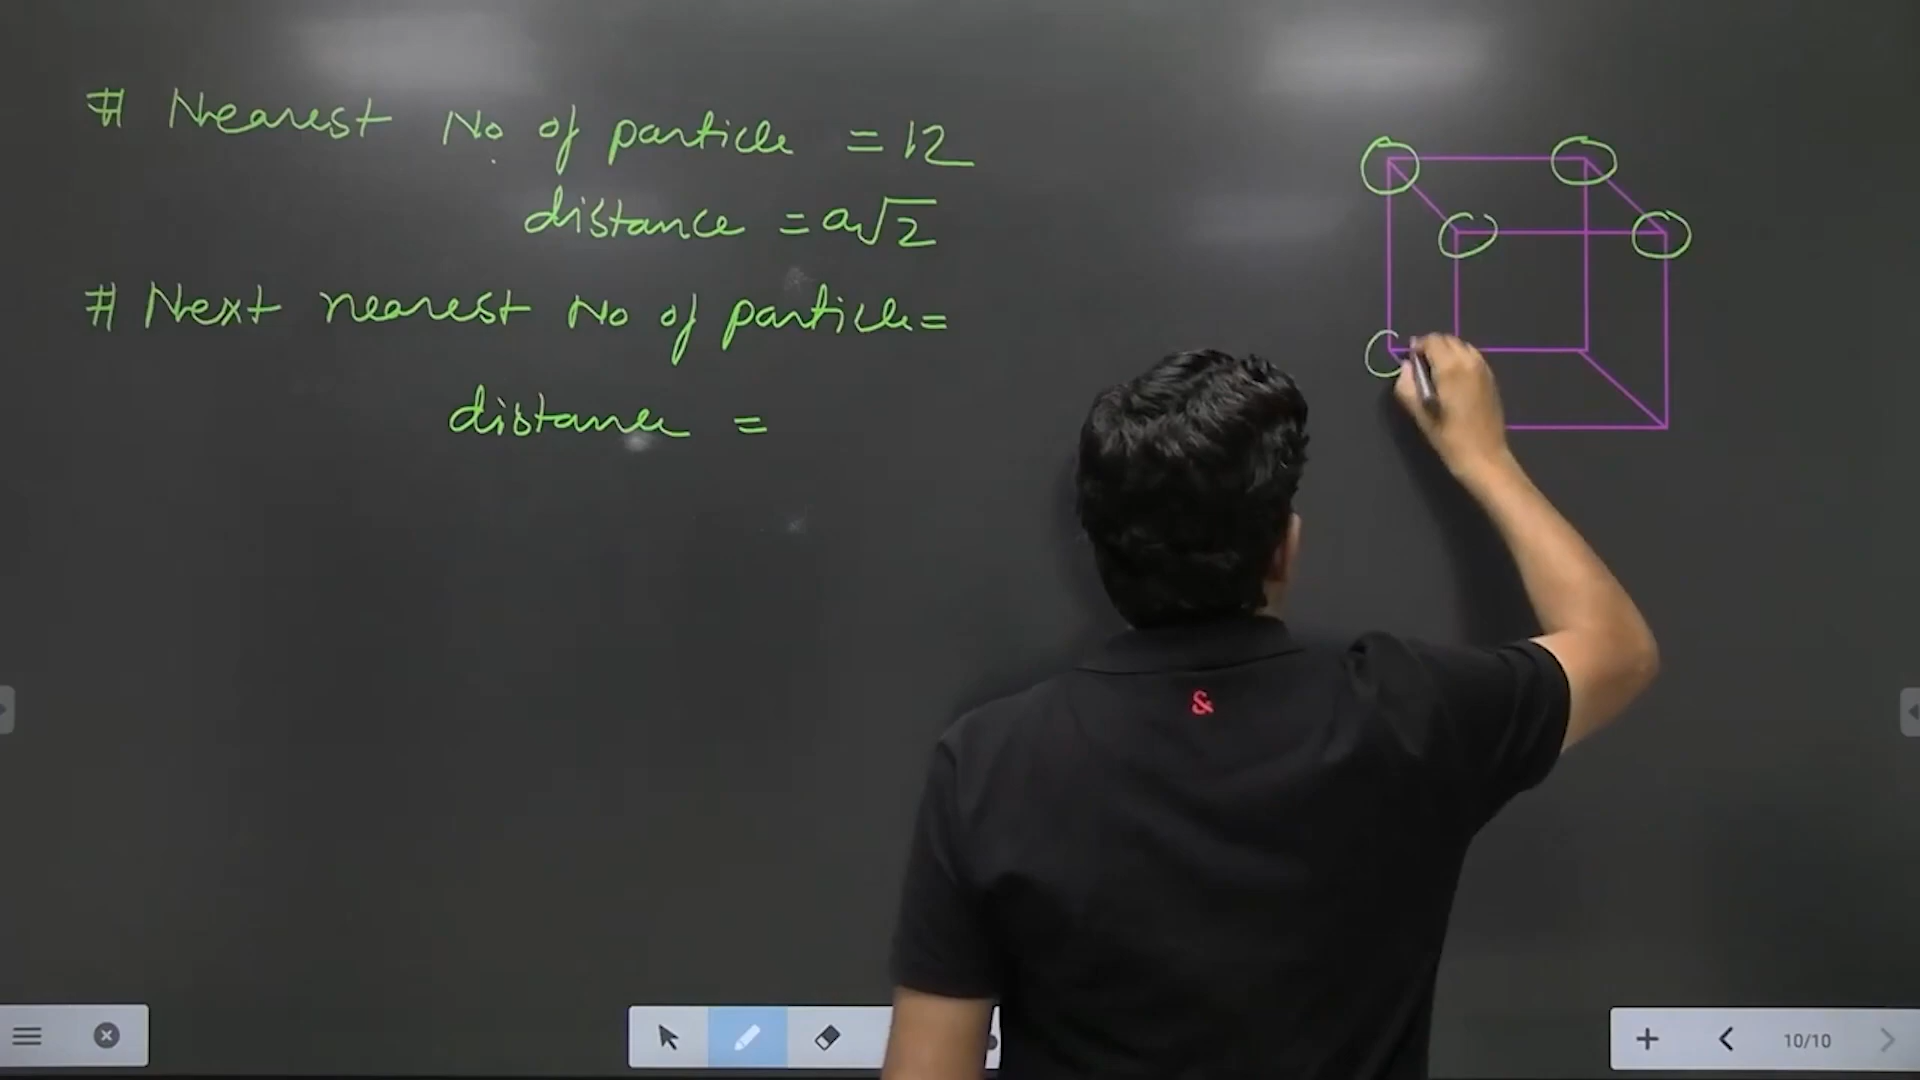 # Nearest No of particle = 12
distance = a√2
# Next nearest No of particle=
distance =
&
10/10